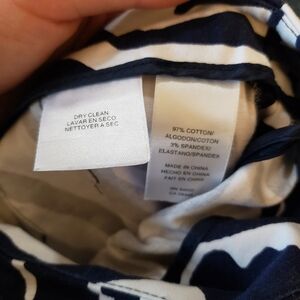 DRY CLEAN
LAVAR EN SECO
NETTOYER A SEC
97% COTTON/
ALGODON/COTON
3% SPANDEX/
ELASTANO/SPANDEX
MADE IN CHINA
HECHO EN CHINA
FAIT EN CHINE